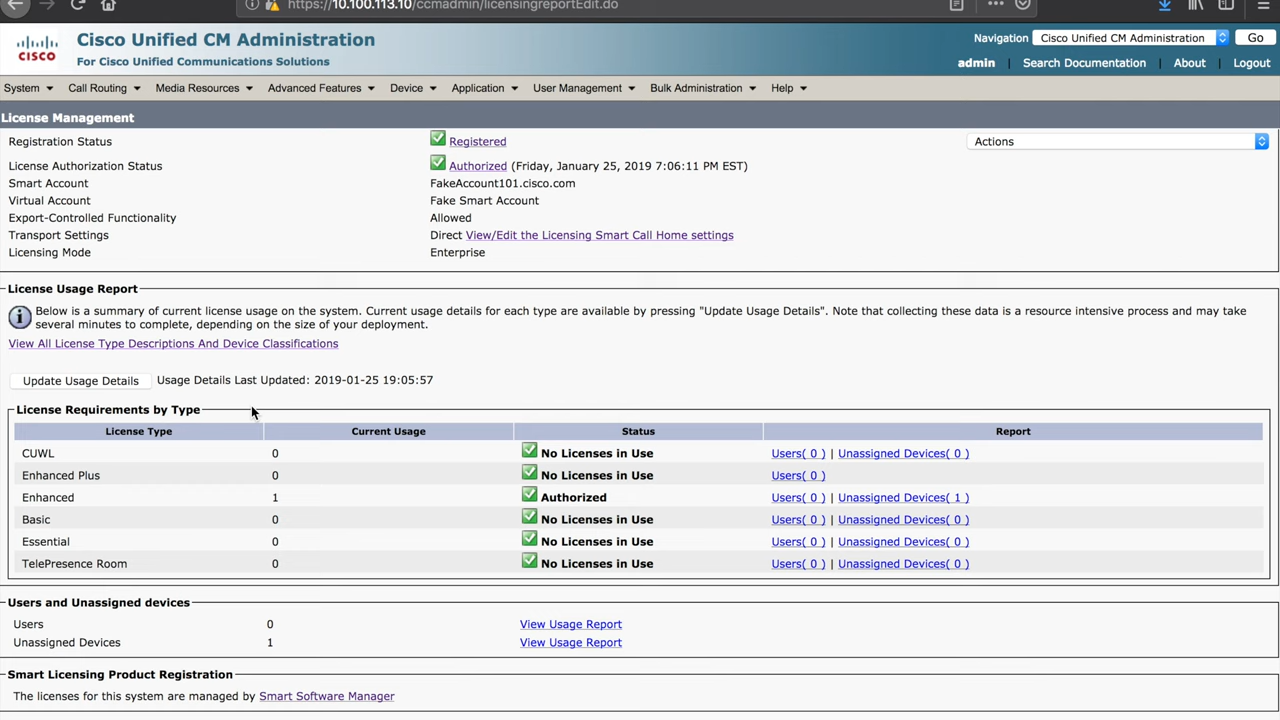 https://10.100.113.10/ccmadmin/licensingreportEdit.do
CISCO
Cisco Unified CM Administration
For Cisco Unified Communications Solutions
Navigation Cisco Unified CM Administration Go
admin | Search Documentation | About | Logout
System Call Routing Media Resources Advanced Features Device Application User Management Bulk Administration Help
License Management
Registration Status Registered Actions
License Authorization Status Authorized (Friday, January 25, 2019 7:06:11 PM EST)
Smart Account FakeAccount101.cisco.com
Virtual Account Fake Smart Account
Export-Controlled Functionality Allowed
Transport Settings Direct View/Edit the Licensing Smart Call Home settings
Licensing Mode Enterprise
License Usage Report
Below is a summary of current license usage on the system. Current usage details for each type are available by pressing "Update Usage Details". Note that collecting these data is a resource intensive process and may take
several minutes to complete, depending on the size of your deployment.
View All License Type Descriptions And Device Classifications
Update Usage Details Usage Details Last Updated: 2019-01-25 19:05:57
License Requirements by Type
License Type Current Usage Status Report
CUWL 0 No Licenses in Use Users( 0 ) | Unassigned Devices( 0 )
Enhanced Plus 0 No Licenses in Use Users( 0 )
Enhanced 1 Authorized Users( 0 ) | Unassigned Devices( 1 )
Basic 0 No Licenses in Use Users( 0 ) | Unassigned Devices( 0 )
Essential 0 No Licenses in Use Users( 0 ) | Unassigned Devices( 0 )
TelePresence Room 0 No Licenses in Use Users( 0 ) | Unassigned Devices( 0 )
Users and Unassigned devices
Users 0 View Usage Report
Unassigned Devices 1 View Usage Report
Smart Licensing Product Registration
The licenses for this system are managed by Smart Software Manager